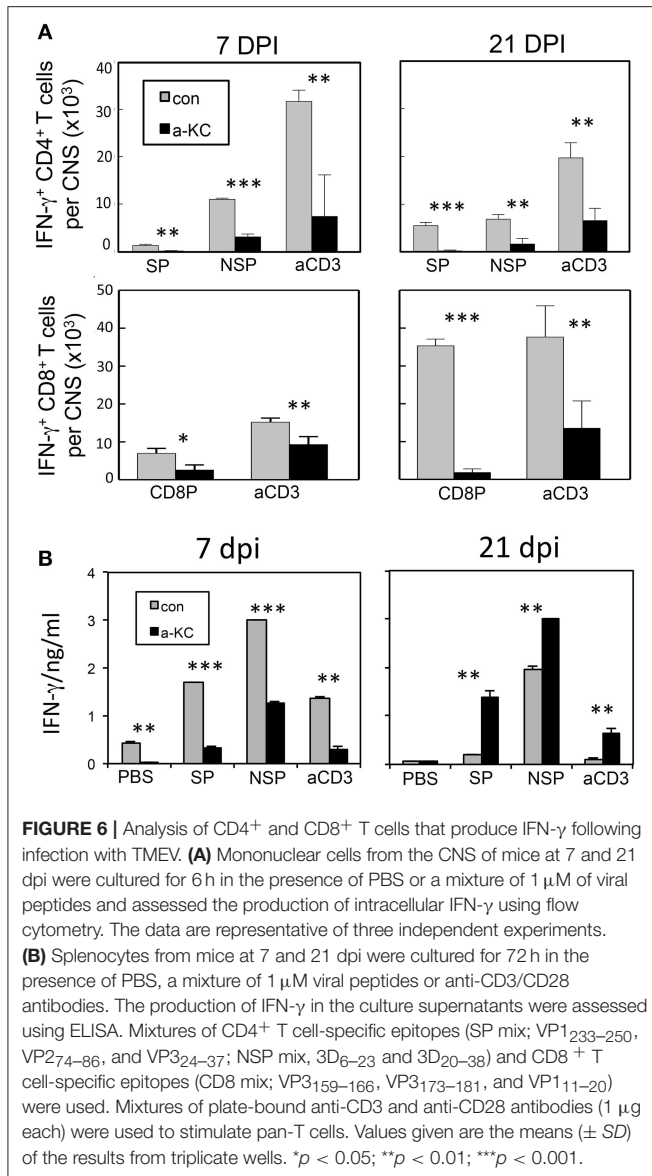 A
7 DPI
21 DPI
IFN-γ⁺ CD4⁺ T cells
per CNS (x10³)
40
30
20
10
0
con
a-KC
**
***
**
SP
NSP
aCD3
***
**
**
SP
NSP
aCD3
IFN-γ⁺ CD8⁺ T cells
per CNS (x10³)
50
40
30
20
10
0
*
**
CD8P
aCD3
***
**
CD8P
aCD3
B
7 dpi
21 dpi
IFN-γ/ng/ml
4
3
2
1
0
con
a-KC
**
***
***
**
PBS
SP
NSP
aCD3
**
**
**
PBS
SP
NSP
aCD3
FIGURE 6 | Analysis of CD4⁺ and CD8⁺ T cells that produce IFN-γ following
infection with TMEV. (A) Mononuclear cells from the CNS of mice at 7 and 21
dpi were cultured for 6 h in the presence of PBS or a mixture of 1 μM of viral
peptides and assessed the production of intracellular IFN-γ using flow
cytometry. The data are representative of three independent experiments.
(B) Splenocytes from mice at 7 and 21 dpi were cultured for 72 h in the
presence of PBS, a mixture of 1 μM viral peptides or anti-CD3/CD28
antibodies. The production of IFN-γ in the culture supernatants were assessed
using ELISA. Mixtures of CD4⁺ T cell-specific epitopes (SP mix; VP1₂₃₃₋₂₅₀,
VP2₇₄₋₈₆, and VP3₂₄₋₃₇; NSP mix, 3D₆₋₂₃ and 3D₂₀₋₃₈) and CD8 ⁺ T
cell-specific epitopes (CD8 mix; VP3₁₅₉₋₁₆₆, VP3₁₇₃₋₁₈₁, and VP1₁₁₋₂₀)
were used. Mixtures of plate-bound anti-CD3 and anti-CD28 antibodies (1 μg
each) were used to stimulate pan-T cells. Values given are the means (± SD)
of the results from triplicate wells. *p < 0.05; **p < 0.01; ***p < 0.001.